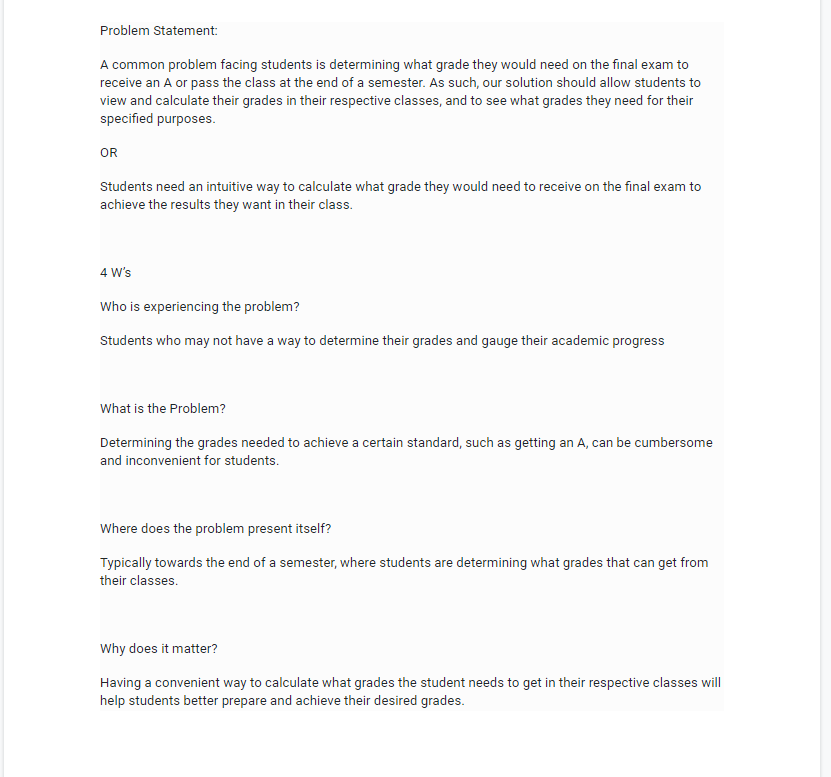 Problem Statement:
A common problem facing students is determining what grade they would need on the final exam to
receive an A or pass the class at the end of a semester. As such, our solution should allow students to
view and calculate their grades in their respective classes, and to see what grades they need for their
specified purposes.
OR
Students need an intuitive way to calculate what grade they would need to receive on the final exam to
achieve the results they want in their class.
4 W's
Who is experiencing the problem?
Students who may not have a way to determine their grades and gauge their academic progress
What is the Problem?
Determining the grades needed to achieve a certain standard, such as getting an A, can be cumbersome
and inconvenient for students.
Where does the problem present itself?
Typically towards the end of a semester, where students are determining what grades that can get from
their classes.
Why does it matter?
Having a convenient way to calculate what grades the student needs to get in their respective classes will
help students better prepare and achieve their desired grades.